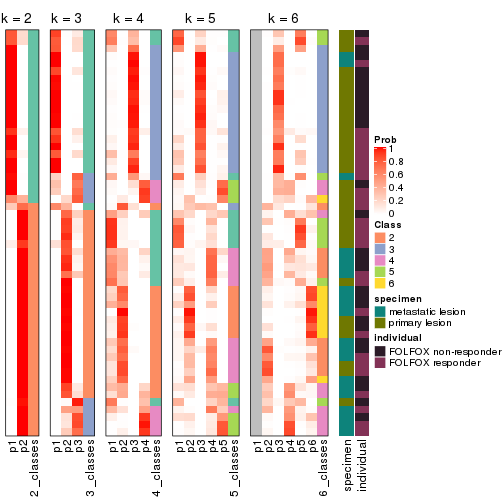 k = 2
k = 3
k = 4
k = 5
k = 6
p1
p2
2_classes
p1
p2
p3
3_classes
p1
p2
p3
p4
4_classes
p1
p2
p3
p4
p5
5_classes
p1
p2
p3
p4
p5
p6
6_classes
specimen
individual
Prob
1
0.8
0.6
0.4
0.2
0
Class
2
3
4
5
6
specimen
metastatic lesion
primary lesion
individual
FOLFOX non-responder
FOLFOX responder